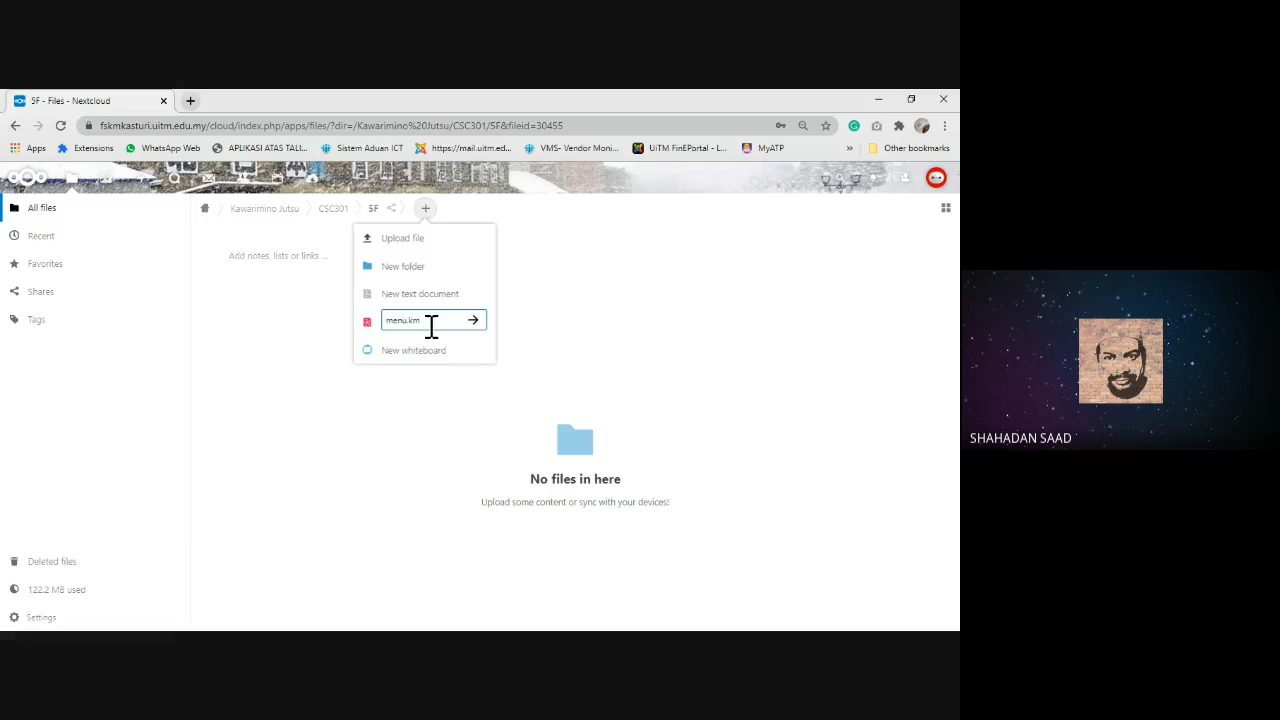 5F - Files - Nextcloud
fskmkasturi.uitm.edu.my/cloud/index.php/apps/files/?dir=/Kawarimino%20Jutsu/CSC301/5F&fileid=30455
Apps Extensions WhatsApp Web APLIKASI ATAS TALI... Sistem Aduan ICT https://mail.uitm.ed... VMS- Vendor Moni... UiTM FinePortal - L... MyATP » Other bookmarks
All files
Kawarimino Jutsu CSC301 5F
Recent
Favorites
Shares
Tags
Add notes, lists or links ...
Upload file
New folder
New text document
menu.km
New whiteboard
No files in here
Upload some content or sync with your devices!
Deleted files
122.2 MB used
Settings
SHAHADAN SAAD